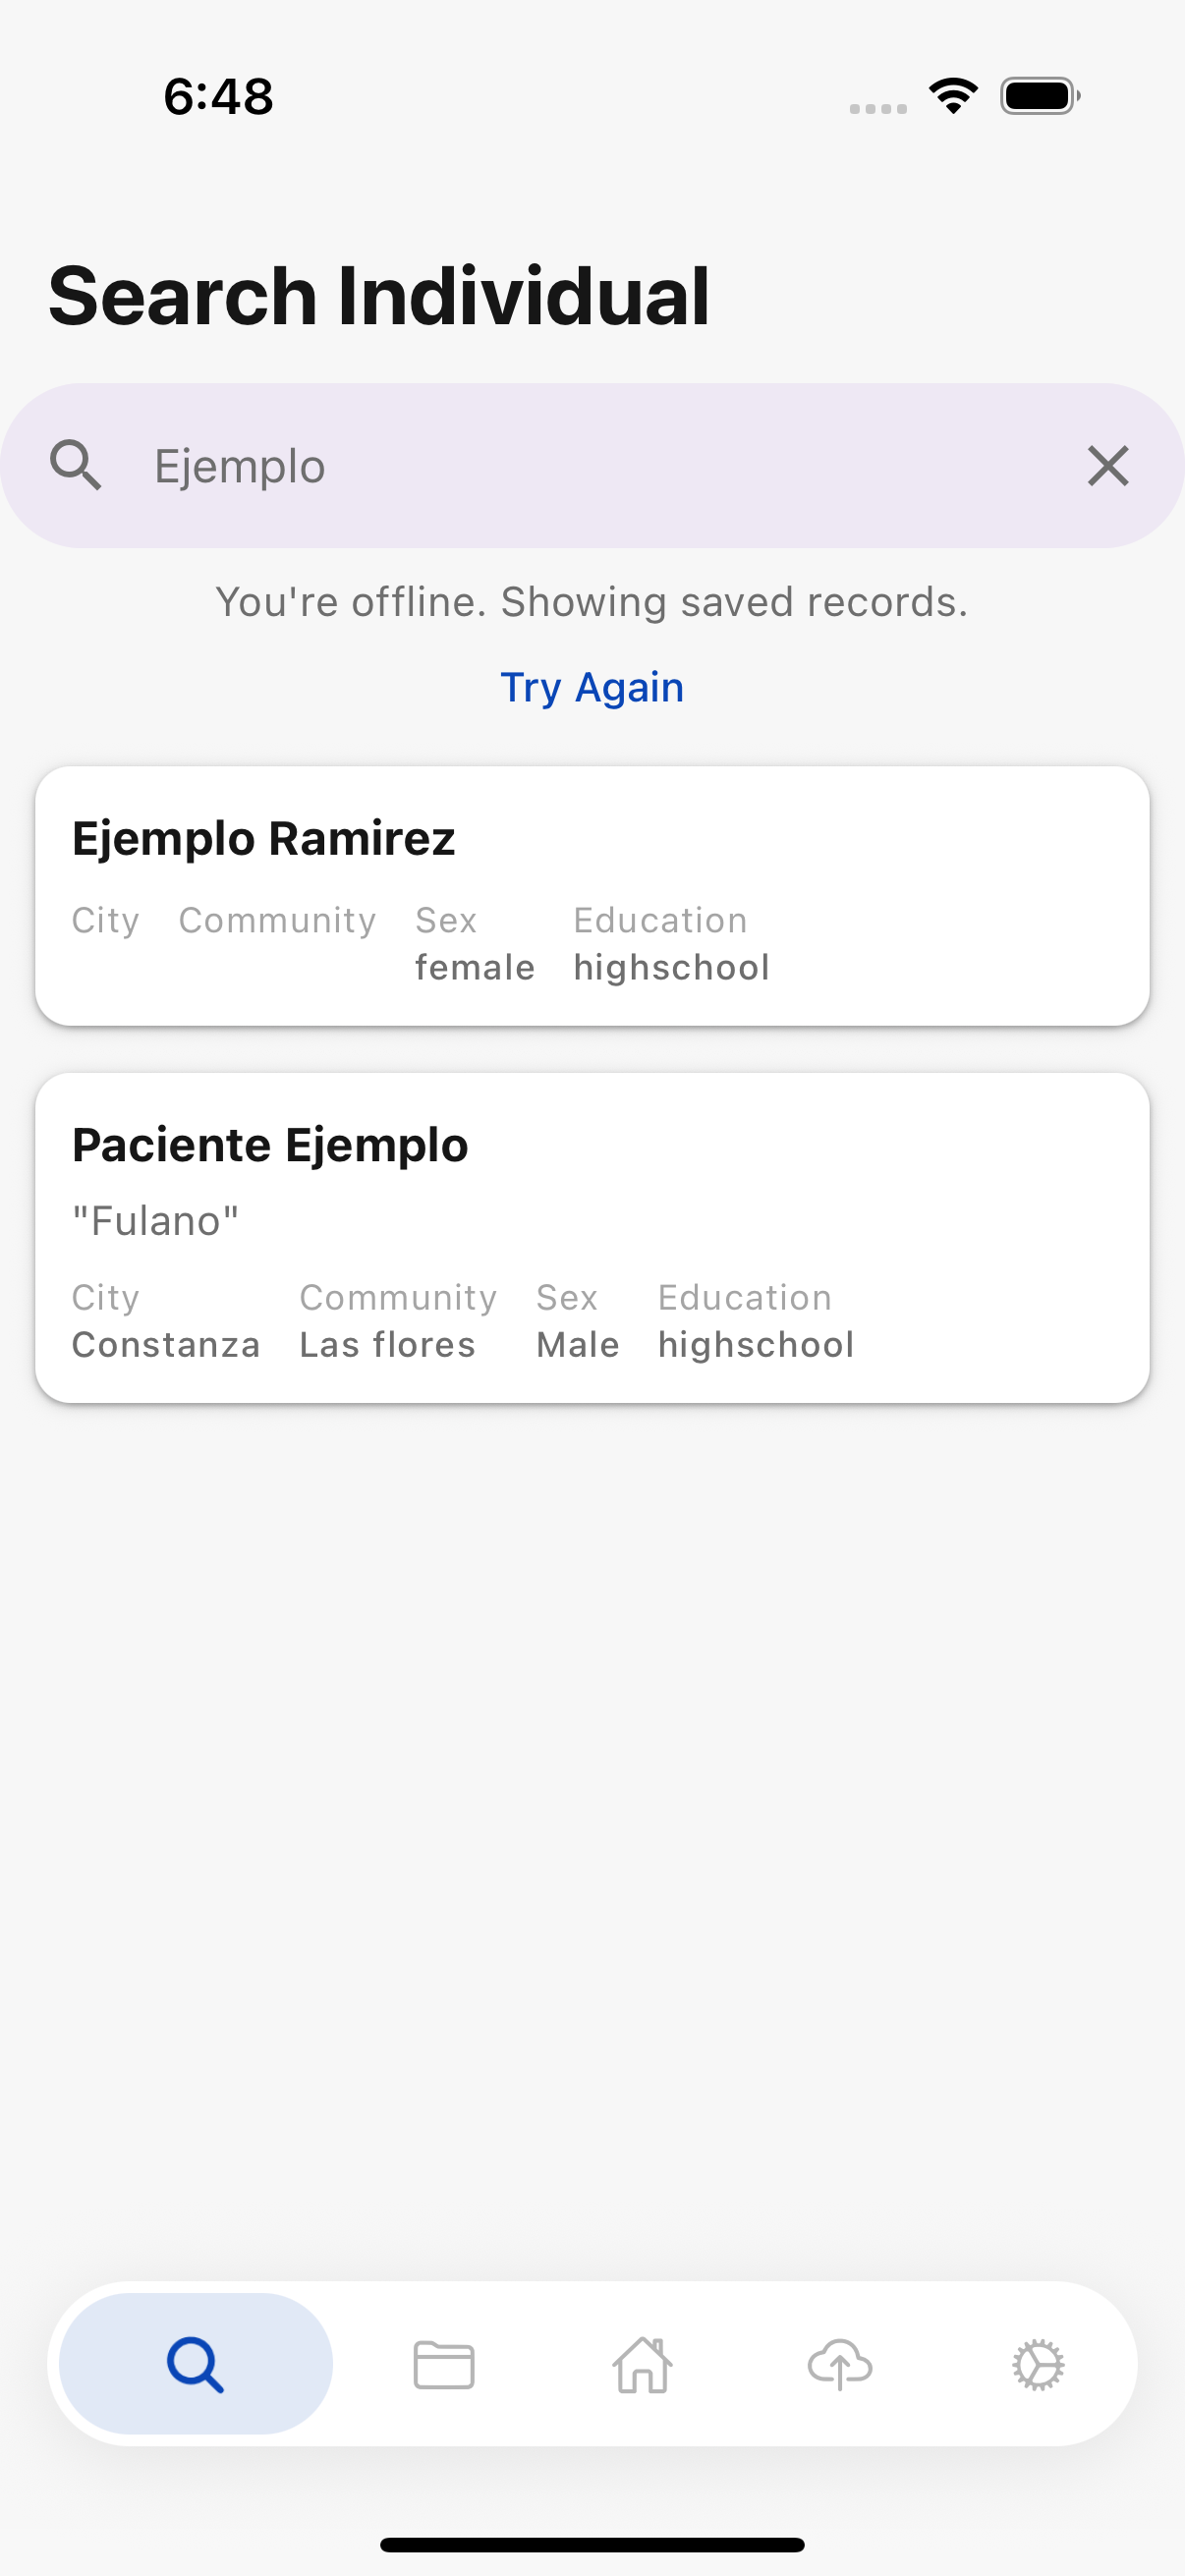 6:48
Search Individual
Ejemplo
You're offline. Showing saved records.
Try Again
Ejemplo Ramirez
City Community Sex Education
female highschool
Paciente Ejemplo
"Fulano"
City Community Sex Education
Constanza Las flores Male highschool